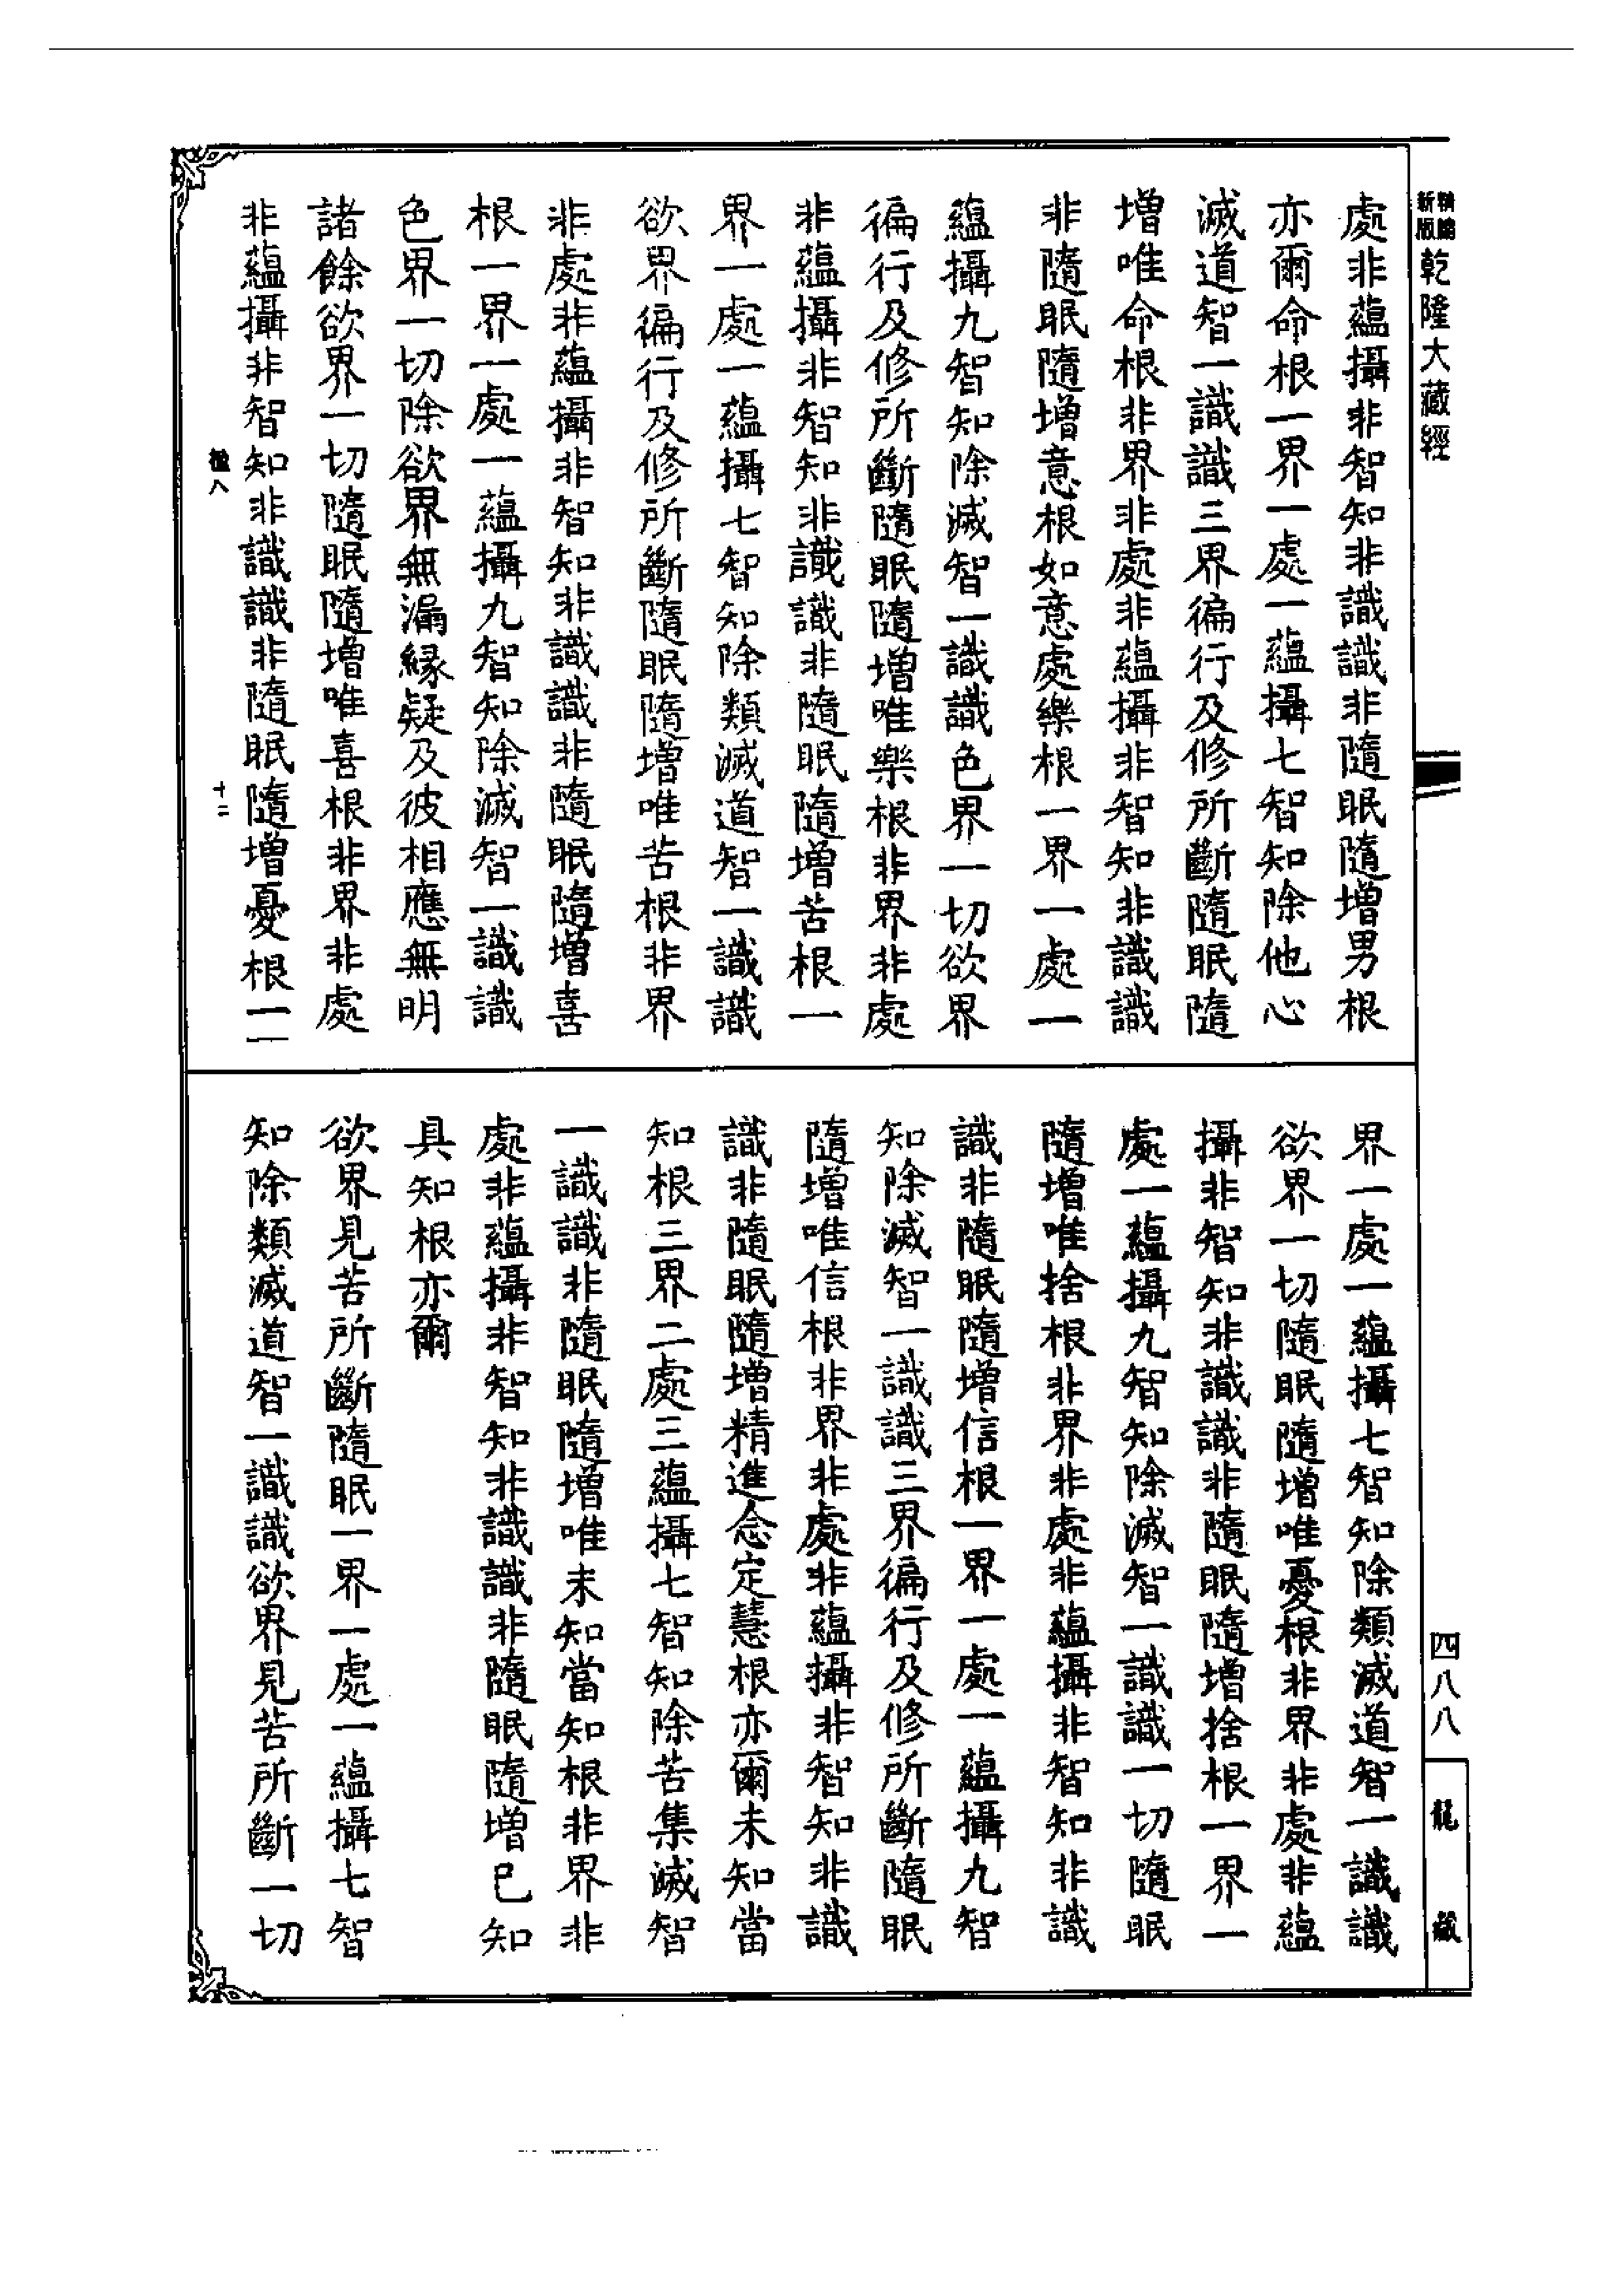 乾隆大藏經
處非蘊攝非智知非識識非隨眠隨增男根
亦爾命根一界一處一蘊攝七智知除他心
滅道智一識識三界徧行及修所斷隨眠隨
增唯命根非界非處非蘊攝非智知非識識
非隨眠隨增意根如意處樂根一界一處一
蘊攝九智知除滅智一識識色界一切欲界
徧行及修所斷隨眠隨增唯樂根非界非處
非蘊攝非智知非識識非隨眠隨增苦根一
界一處一蘊攝七智知除類滅道智一識識
欲界徧行及修所斷隨眠隨增唯苦根非界
非處非蘊攝非智知非識識非隨眠隨增喜
根一界一處一蘊攝九智知除滅智一識識
色界一切除欲界無漏緣疑及彼相應無明
諸餘欲界一切隨眠隨增唯喜根非界非處
非蘊攝非智知非識識非隨眠隨增憂根一
界一處一蘊攝七智知除類滅道智一識識
欲界一切隨眠隨增唯憂根非界非處非蘊
攝非智知非識識非隨眠隨增捨根一界一
處一蘊攝九智知除滅智一識識一切隨眠
隨增唯捨根非界非處非蘊攝非智知非識
識非隨眠隨增信根一界一處一蘊攝九智
知除滅智一識識三界徧行及修所斷隨眠
隨增唯信根非界非處非蘊攝非智知非識
識非隨眠隨增精進念定慧根亦爾未知當
知根三界二處三蘊攝七智知除苦集滅智
一識識非隨眠隨增唯未知當知根非界非
處非蘊攝非智知非識識非隨眠隨增已知
具知根亦爾
欲界見苦所斷隨眠一界一處一蘊攝七智
知除類滅道智一識識欲界見苦所斷一切
八
十二
四八八
龍藏